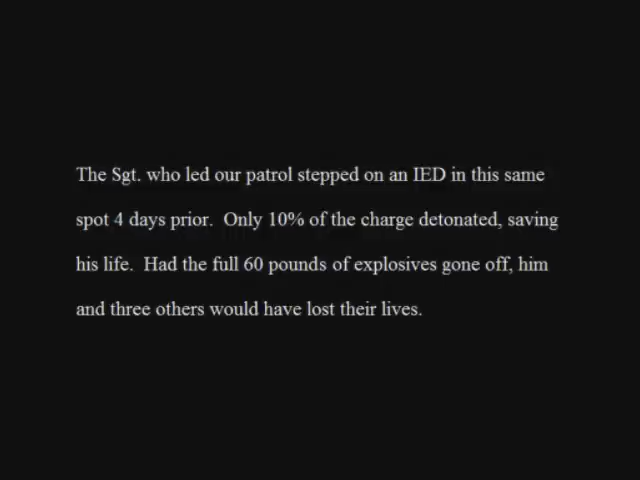 The Sgt. who led our patrol stepped on an IED in this same
spot 4 days prior.  Only 10% of the charge detonated, saving
his life.  Had the full 60 pounds of explosives gone off, him
and three others would have lost their lives.